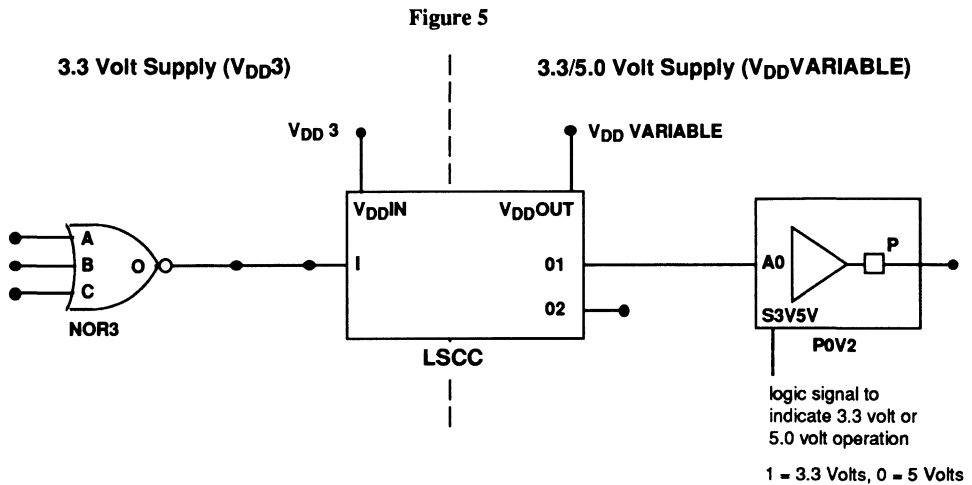 Figure 5
3.3 Volt Supply (VDD3)
3.3/5.0 Volt Supply (VDDVARIABLE)
VDD 3
VDD VARIABLE
VDDIN
VDDOUT
A
B
C
O
NOR3
I
01
02
LSCC
A0
P
S3V5V
P0V2
logic signal to
indicate 3.3 volt or
5.0 volt operation
1 = 3.3 Volts, 0 = 5 Volts